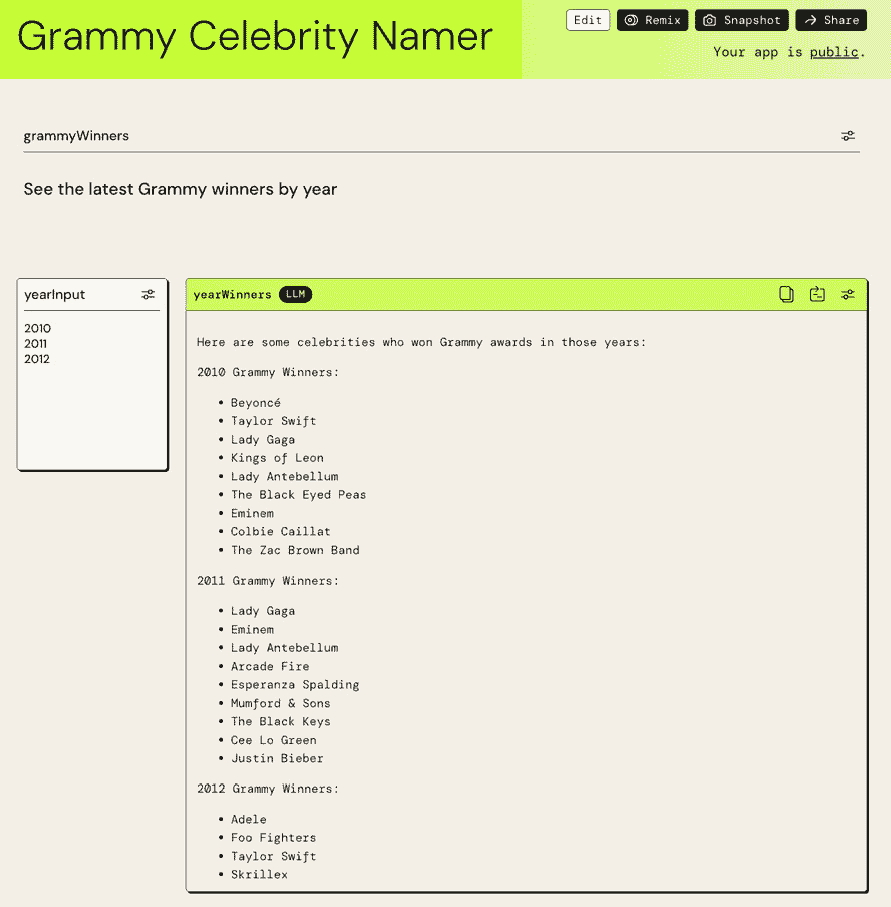 Grammy Celebrity Namer
Edit
Remix
Snapshot
Share
Your app is public.
grammyWinners
See the latest Grammy winners by year
yearInput
2010
2011
2012
yearWinners LLM
Here are some celebrities who won Grammy awards in those years:
2010 Grammy Winners:
• Beyoncé
• Taylor Swift
• Lady Gaga
• Kings of Leon
• Lady Antebellum
• The Black Eyed Peas
• Eminem
• Colbie Caillat
• The Zac Brown Band
2011 Grammy Winners:
• Lady Gaga
• Eminem
• Lady Antebellum
• Arcade Fire
• Esperanza Spalding
• Mumford & Sons
• The Black Keys
• Cee Lo Green
• Justin Bieber
2012 Grammy Winners:
• Adele
• Foo Fighters
• Taylor Swift
• Skrillex